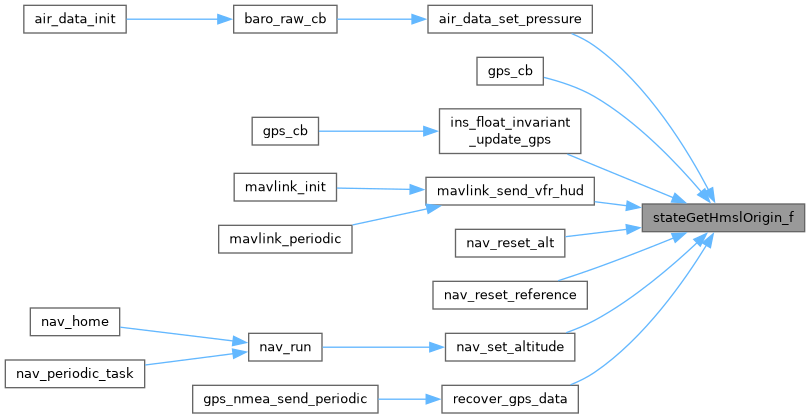 air_data_init
baro_raw_cb
air_data_set_pressure
gps_cb
ins_float_invariant
_update_gps
gps_cb
mavlink_init
mavlink_send_vfr_hud
stateGetHmslOrigin_f
mavlink_periodic
nav_reset_alt
nav_reset_reference
nav_home
nav_run
nav_set_altitude
nav_periodic_task
gps_nmea_send_periodic
recover_gps_data